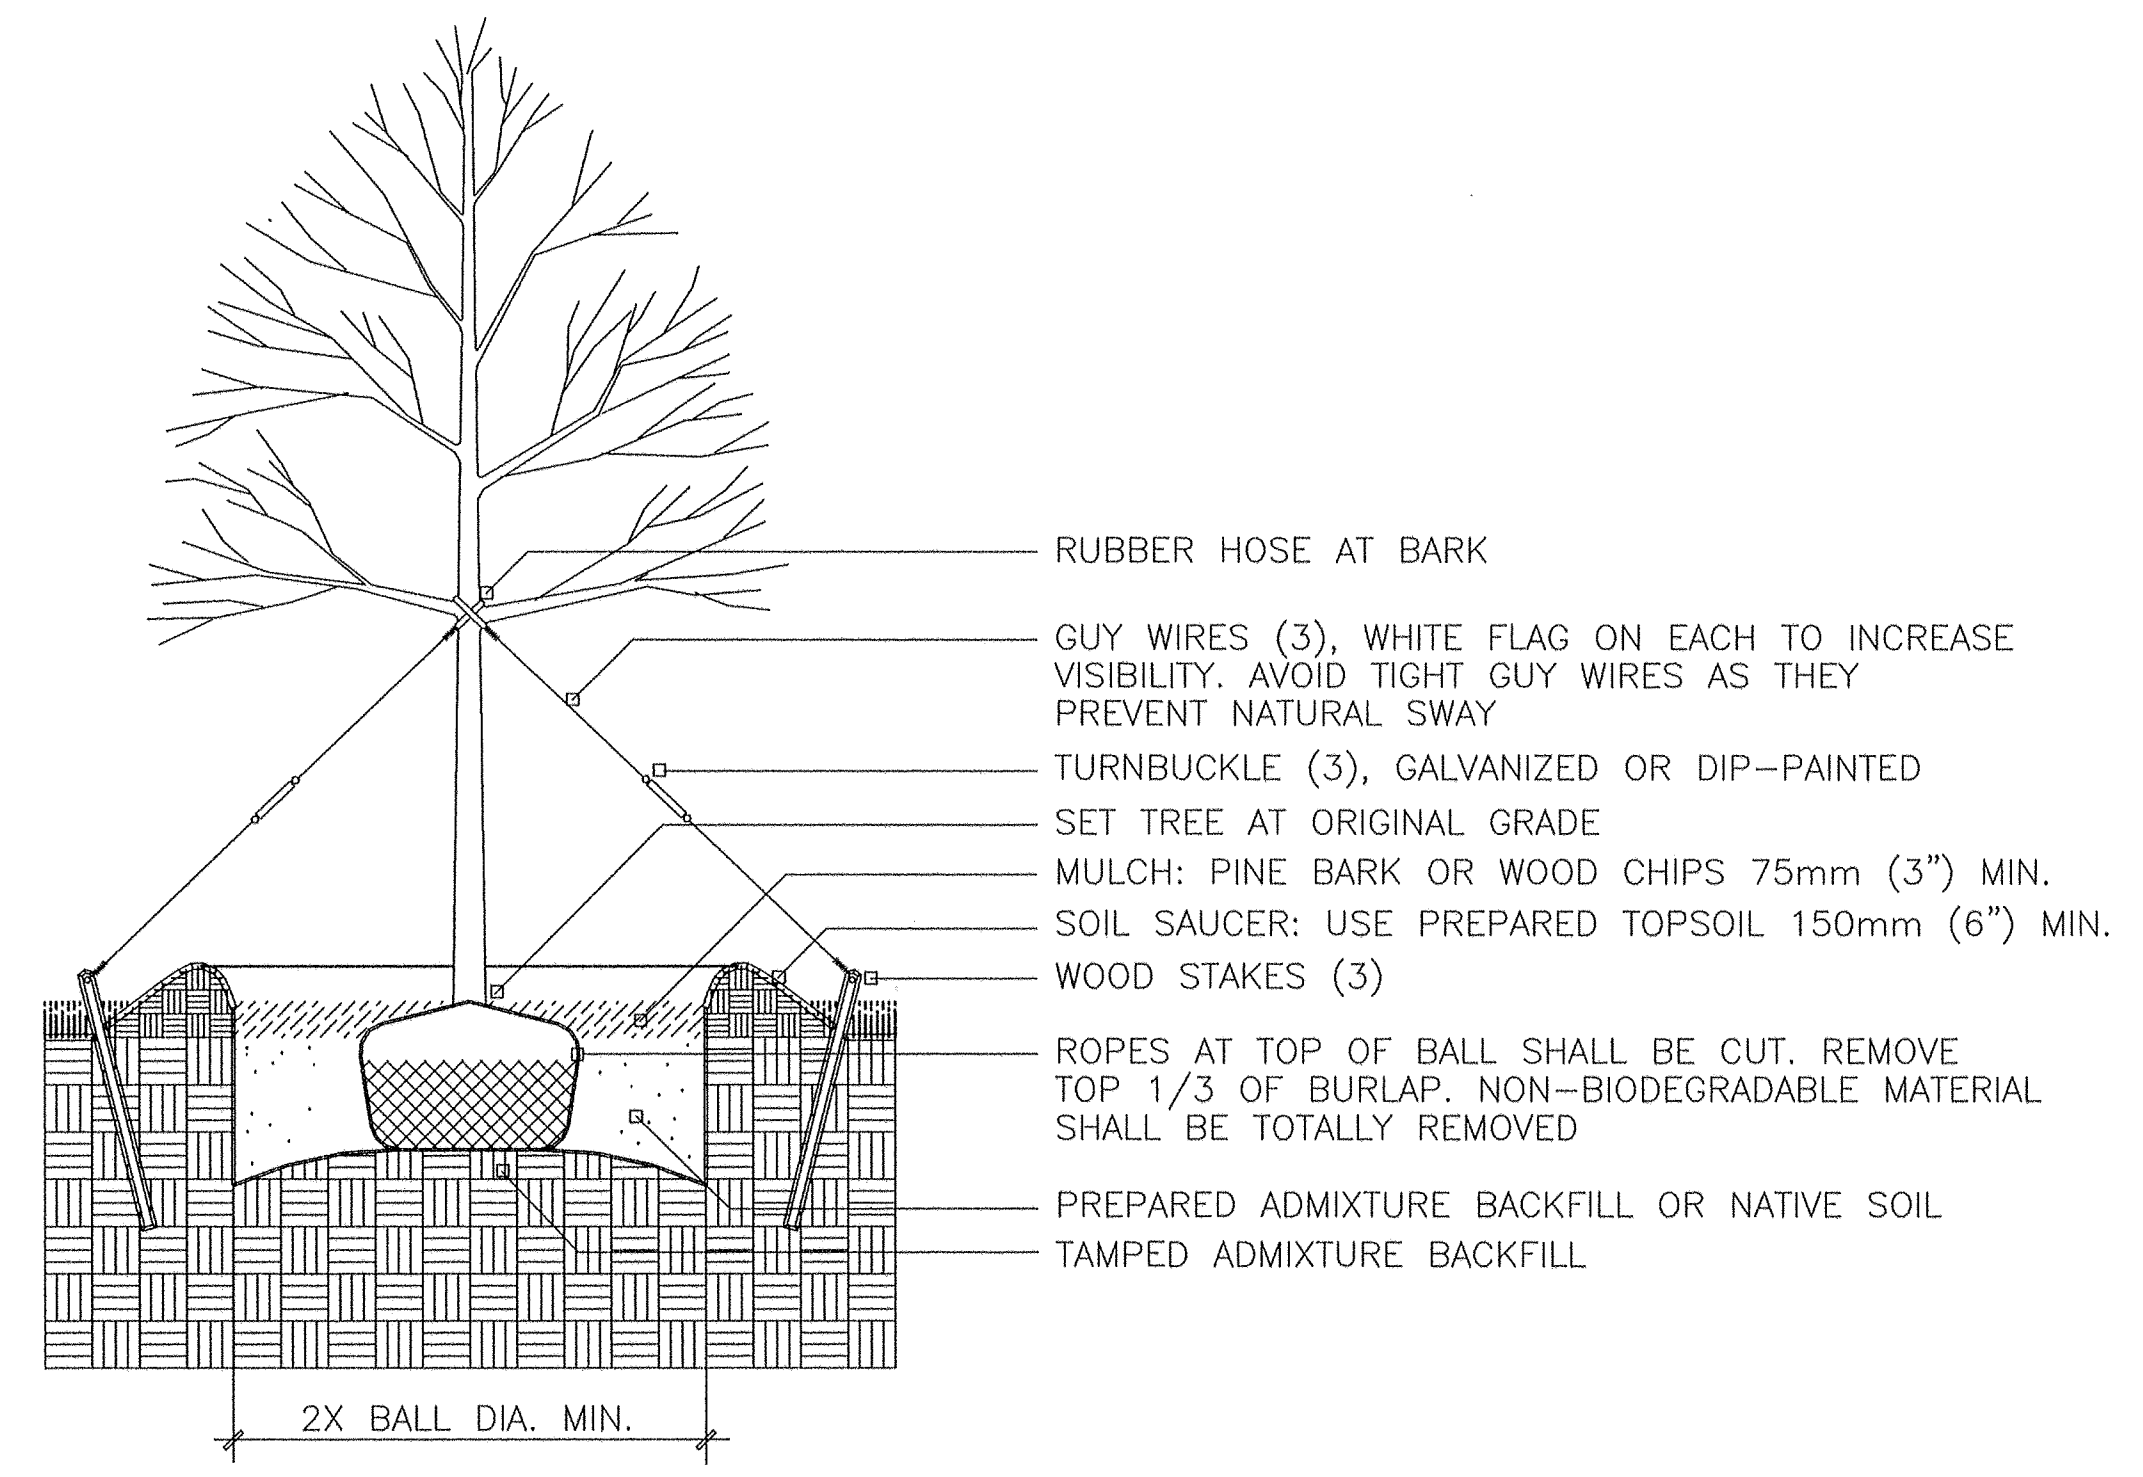 RUBBER HOSE AT BARK
GUY WIRES (3), WHITE FLAG ON EACH TO INCREASE
VISIBILITY. AVOID TIGHT GUY WIRES AS THEY
PREVENT NATURAL SWAY
TURNBUCKLE (3), GALVANIZED OR DIP-PAINTED
SET TREE AT ORIGINAL GRADE
MULCH: PINE BARK OR WOOD CHIPS 75mm (3") MIN.
SOIL SAUCER: USE PREPARED TOPSOIL 150mm (6") MIN.
WOOD STAKES (3)
ROPES AT TOP OF BALL SHALL BE CUT. REMOVE
TOP 1/3 OF BURLAP. NON-BIODEGRADABLE MATERIAL
SHALL BE TOTALLY REMOVED
PREPARED ADMIXTURE BACKFILL OR NATIVE SOIL
TAMPED ADMIXTURE BACKFILL
2X BALL DIA. MIN.